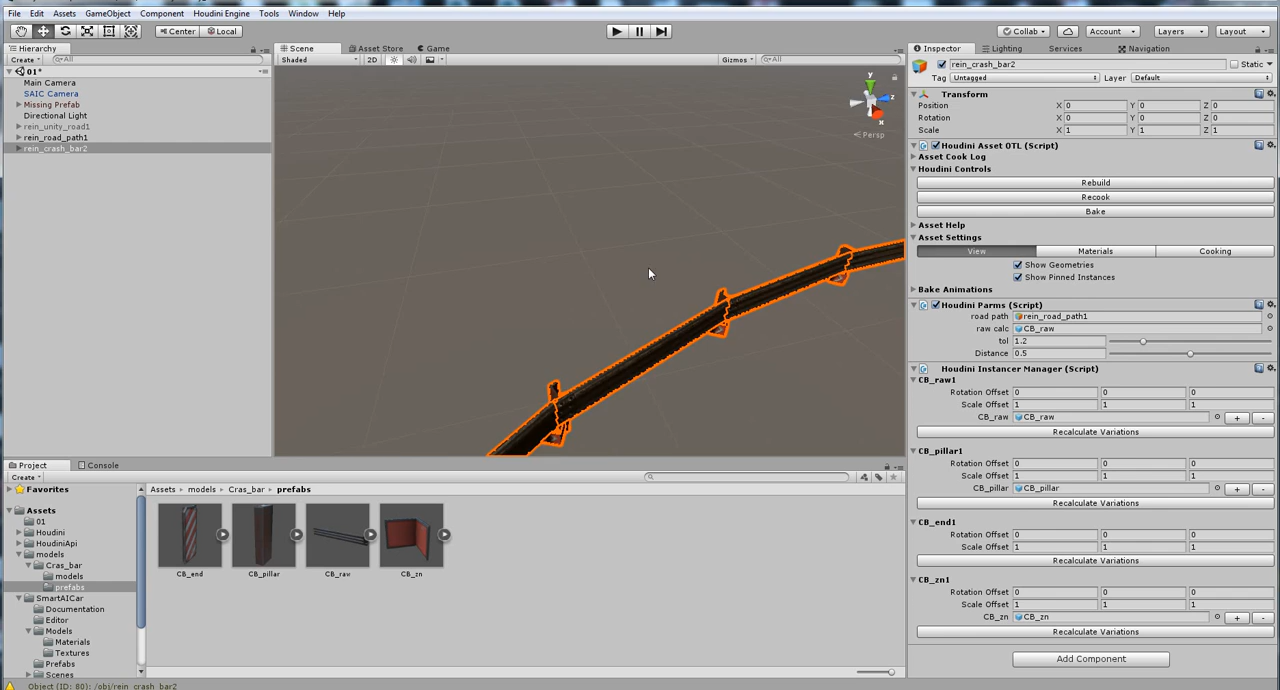 File Edit Assets GameObject Component Houdini Engine Tools Window Help
Center Local Collab Account Layers Layout
Hierarchy Scene Asset Store Game Inspector Lighting Services Navigation
Create All Shaded 2D Gizmos All
rein_crash_bar2 Static
Tag Untagged Layer Default
01*
Main Camera
SAIC Camera
Missing Prefab
Directional Light
rein_unity_road1
rein_road_path1
rein_crash_bar2
y
z
x
Persp
Transform
Position X 0 Y 0 Z 0
Rotation X 0 Y 0 Z 0
Scale X 1 Y 1 Z 1
Houdini Asset OTL (Script)
Asset Cook Log
Houdini Controls
Rebuild
Recook
Bake
Asset Help
Asset Settings
View Materials Cooking
Show Geometries
Show Pinned Instances
Bake Animations
Houdini Parms (Script)
road path rein_road_path1
raw calc CB_raw
tol 1.2
Distance 0.5
Houdini Instancer Manager (Script)
CB_raw1
Rotation Offset 0 0 0
Scale Offset 1 1 1
CB_raw CB_raw + -
Recalculate Variations
CB_pillar1
Rotation Offset 0 0 0
Scale Offset 1 1 1
CB_pillar CB_pillar + -
Recalculate Variations
CB_end1
Rotation Offset 0 0 0
Scale Offset 1 1 1
Recalculate Variations
CB_zn1
Rotation Offset 0 0 0
Scale Offset 1 1 1
CB_zn CB_zn + -
Recalculate Variations
Add Component
Project Console
Create
Favorites
Assets
01
Houdini
HoudiniApi
models
Cras_bar
models
prefabs
SmartAICar
Documentation
Editor
Models
Materials
Textures
Prefabs
Scenes
Assets models Cras_bar prefabs
CB_end CB_pillar CB_raw CB_zn
Object (ID: 80): /obj/rein_crash_bar2